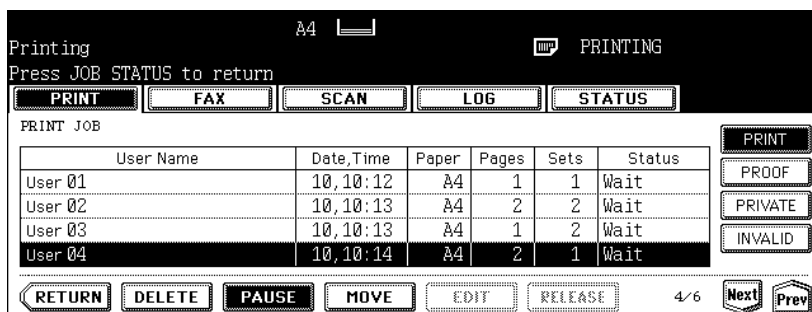 A4
Printing PRINTING
Press JOB STATUS to return
PRINT FAX SCAN LOG STATUS
PRINT JOB
PRINT
User Name Date,Time Paper Pages Sets Status
User 01 10,10:12 A4 1 1 Wait
PROOF
User 02 10,10:13 A4 2 2 Wait
PRIVATE
User 03 10,10:13 A4 1 2 Wait
INVALID
User 04 10,10:14 A4 2 1 Wait
RETURN DELETE PAUSE MOVE EDIT RELEASE 4/6 Next Prev